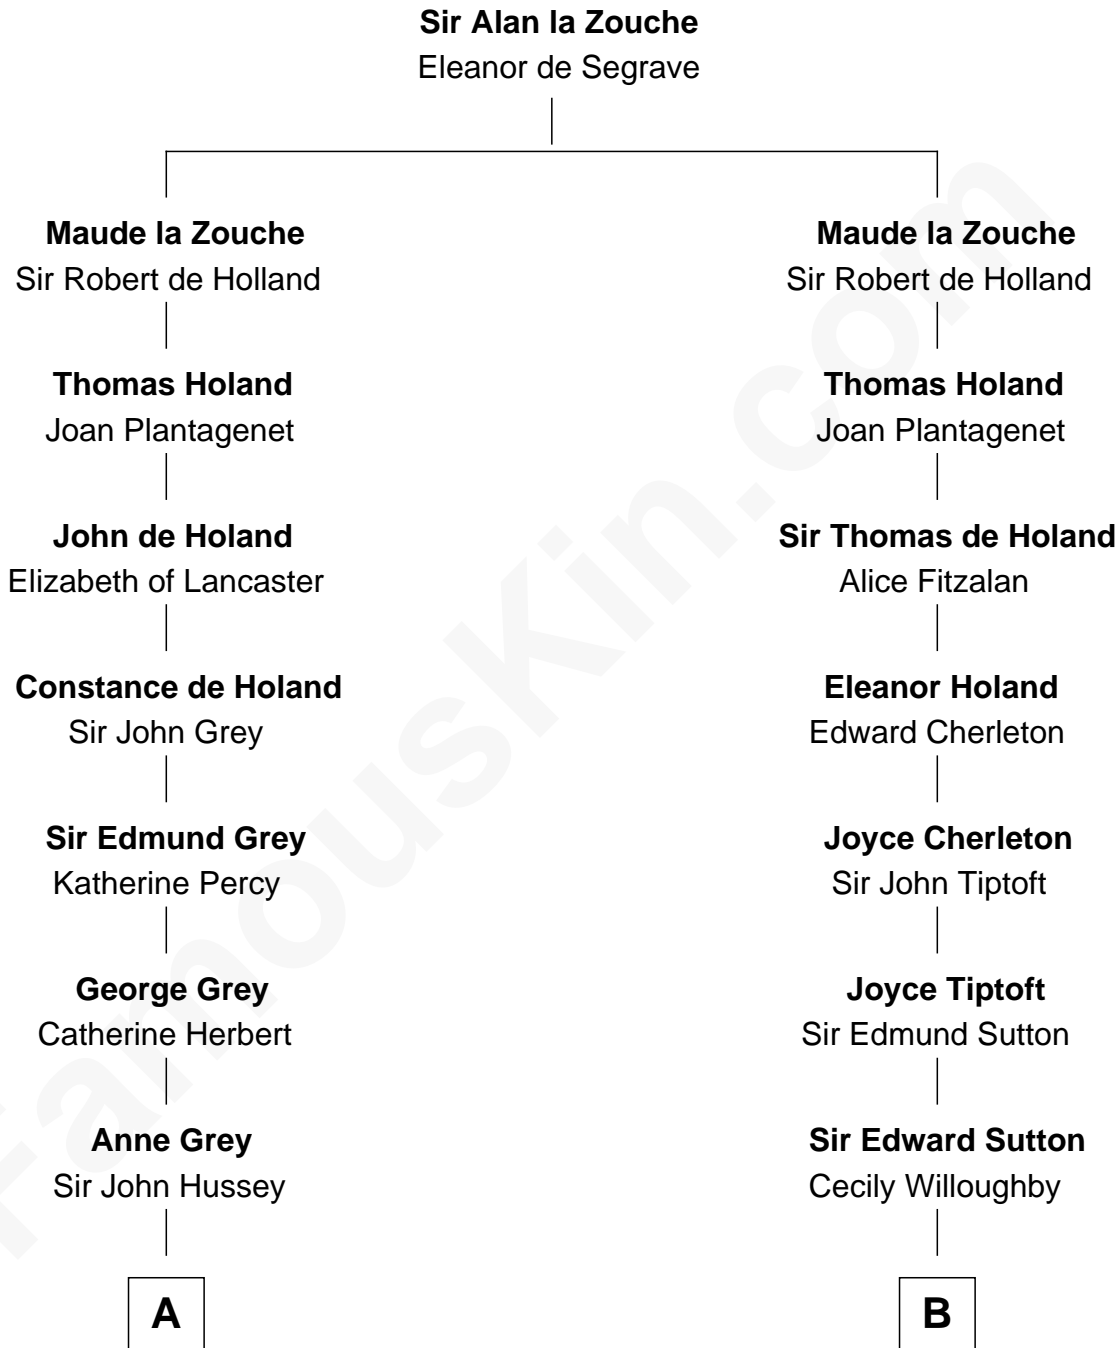 Sir Alan la Zouche
Eleanor de Segrave
Maude la Zouche
Sir Robert de Holland
Thomas Holand
Joan Plantagenet
John de Holand
Elizabeth of Lancaster
Constance de Holand
Sir John Grey
Sir Edmund Grey
Katherine Percy
George Grey
Catherine Herbert
Anne Grey
Sir John Hussey
A
Maude la Zouche
Sir Robert de Holland
Thomas Holand
Joan Plantagenet
Sir Thomas de Holand
Alice Fitzalan
Eleanor Holand
Edward Cherleton
Joyce Cherleton
Sir John Tiptoft
Joyce Tiptoft
Sir Edmund Sutton
Sir Edward Sutton
Cecily Willoughby
B
FamousKin.com